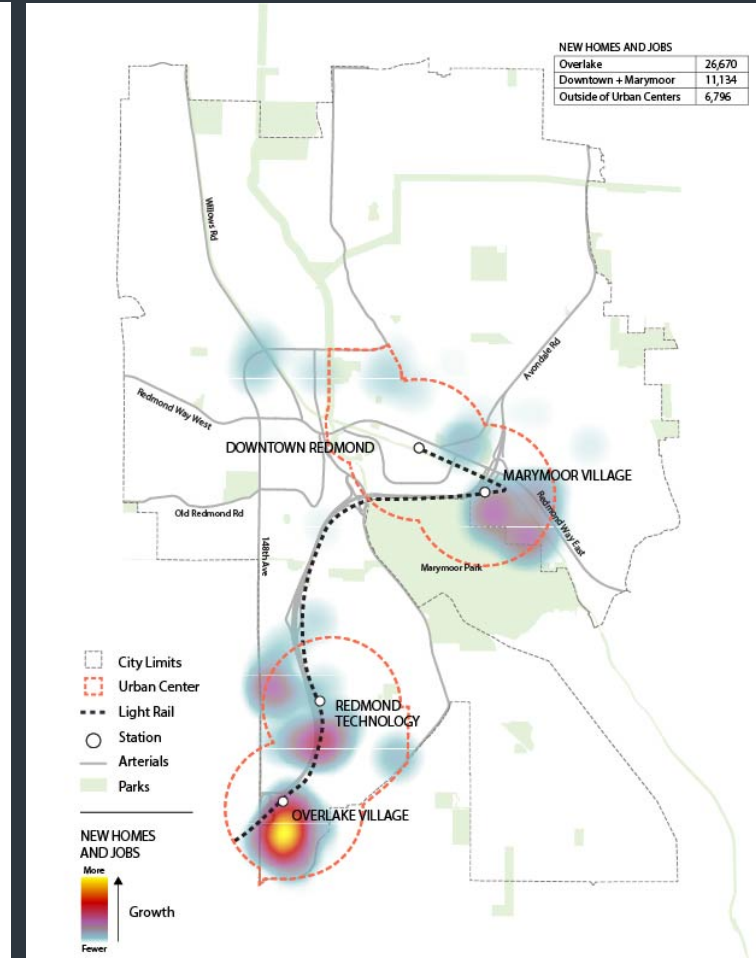 NEW HOMES AND JOBS
Overlake 26,670
Downtown + Marymoor 11,134
Outside of Urban Centers 6,796
Willows Rd
Avondale Rd
Redmond Way West
DOWNTOWN REDMOND
MARYMOOR VILLAGE
Old Redmond Rd
Redmond Way East
148th Ave
Marymoor Park
City Limits
Urban Center
Light Rail
Station
Arterials
Parks
REDMOND
TECHNOLOGY
OVERLAKE VILLAGE
NEW HOMES
AND JOBS
More
Growth
Fewer